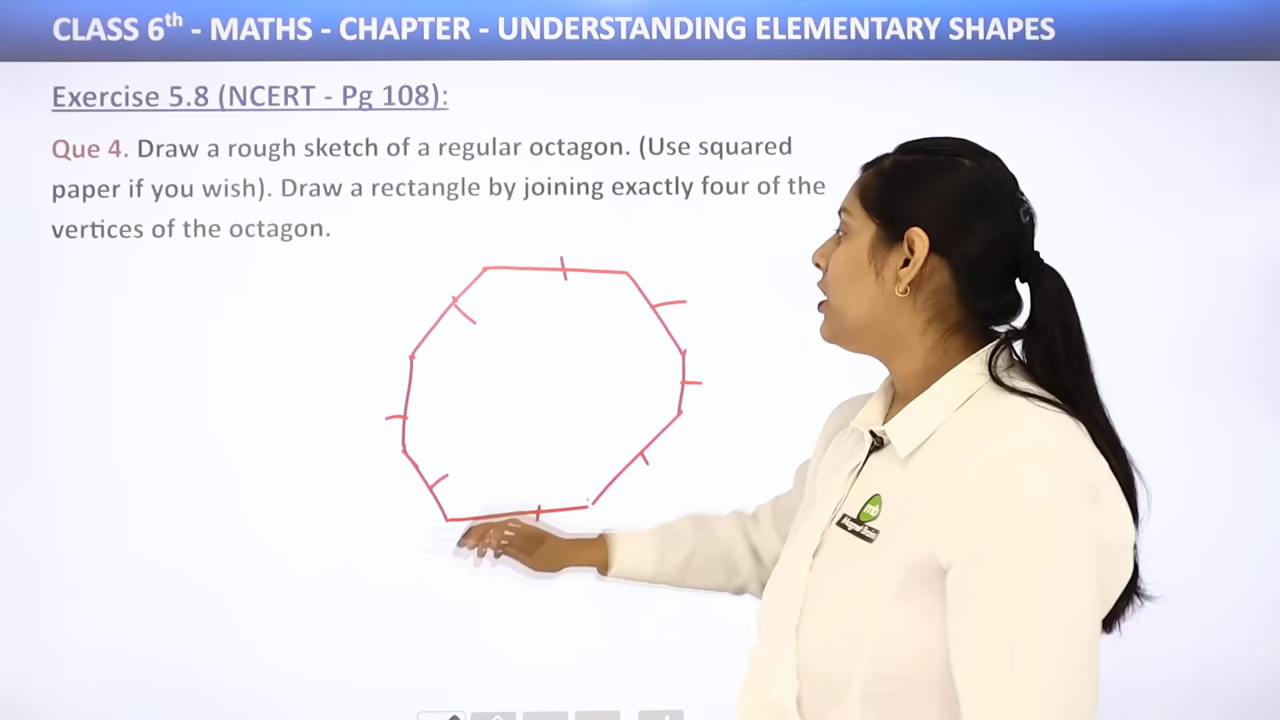 CLASS 6th - MATHS - CHAPTER - UNDERSTANDING ELEMENTARY SHAPES
Exercise 5.8 (NCERT - Pg 108):
Que 4. Draw a rough sketch of a regular octagon. (Use squared
paper if you wish). Draw a rectangle by joining exactly four of the
vertices of the octagon.
mb